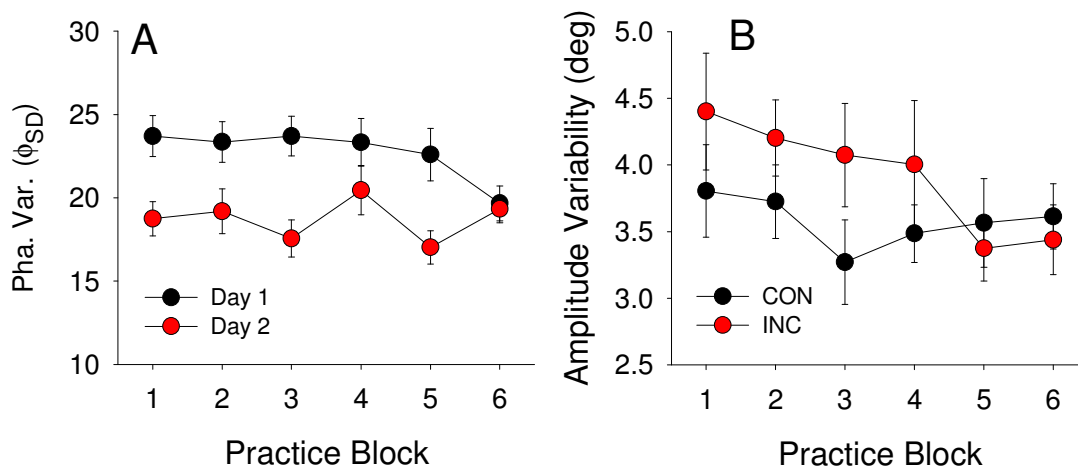 A
Pha. Var. (ϕSD)
30
25
20
15
10
Day 1
Day 2
1 2 3 4 5 6
Practice Block
B
Amplitude Variability (deg)
5.0
4.5
4.0
3.5
3.0
2.5
CON
INC
1 2 3 4 5 6
Practice Block